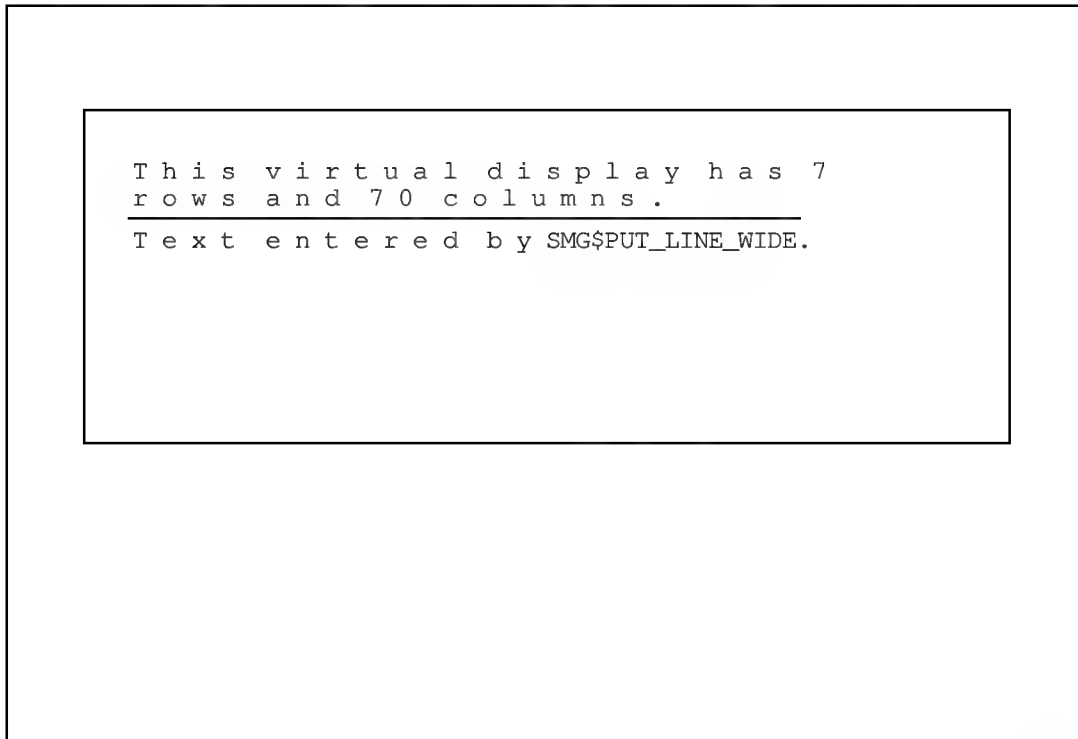 This virtual display has 7
rows and 70 columns.
Text entered by SMG$PUT_LINE_WIDE.